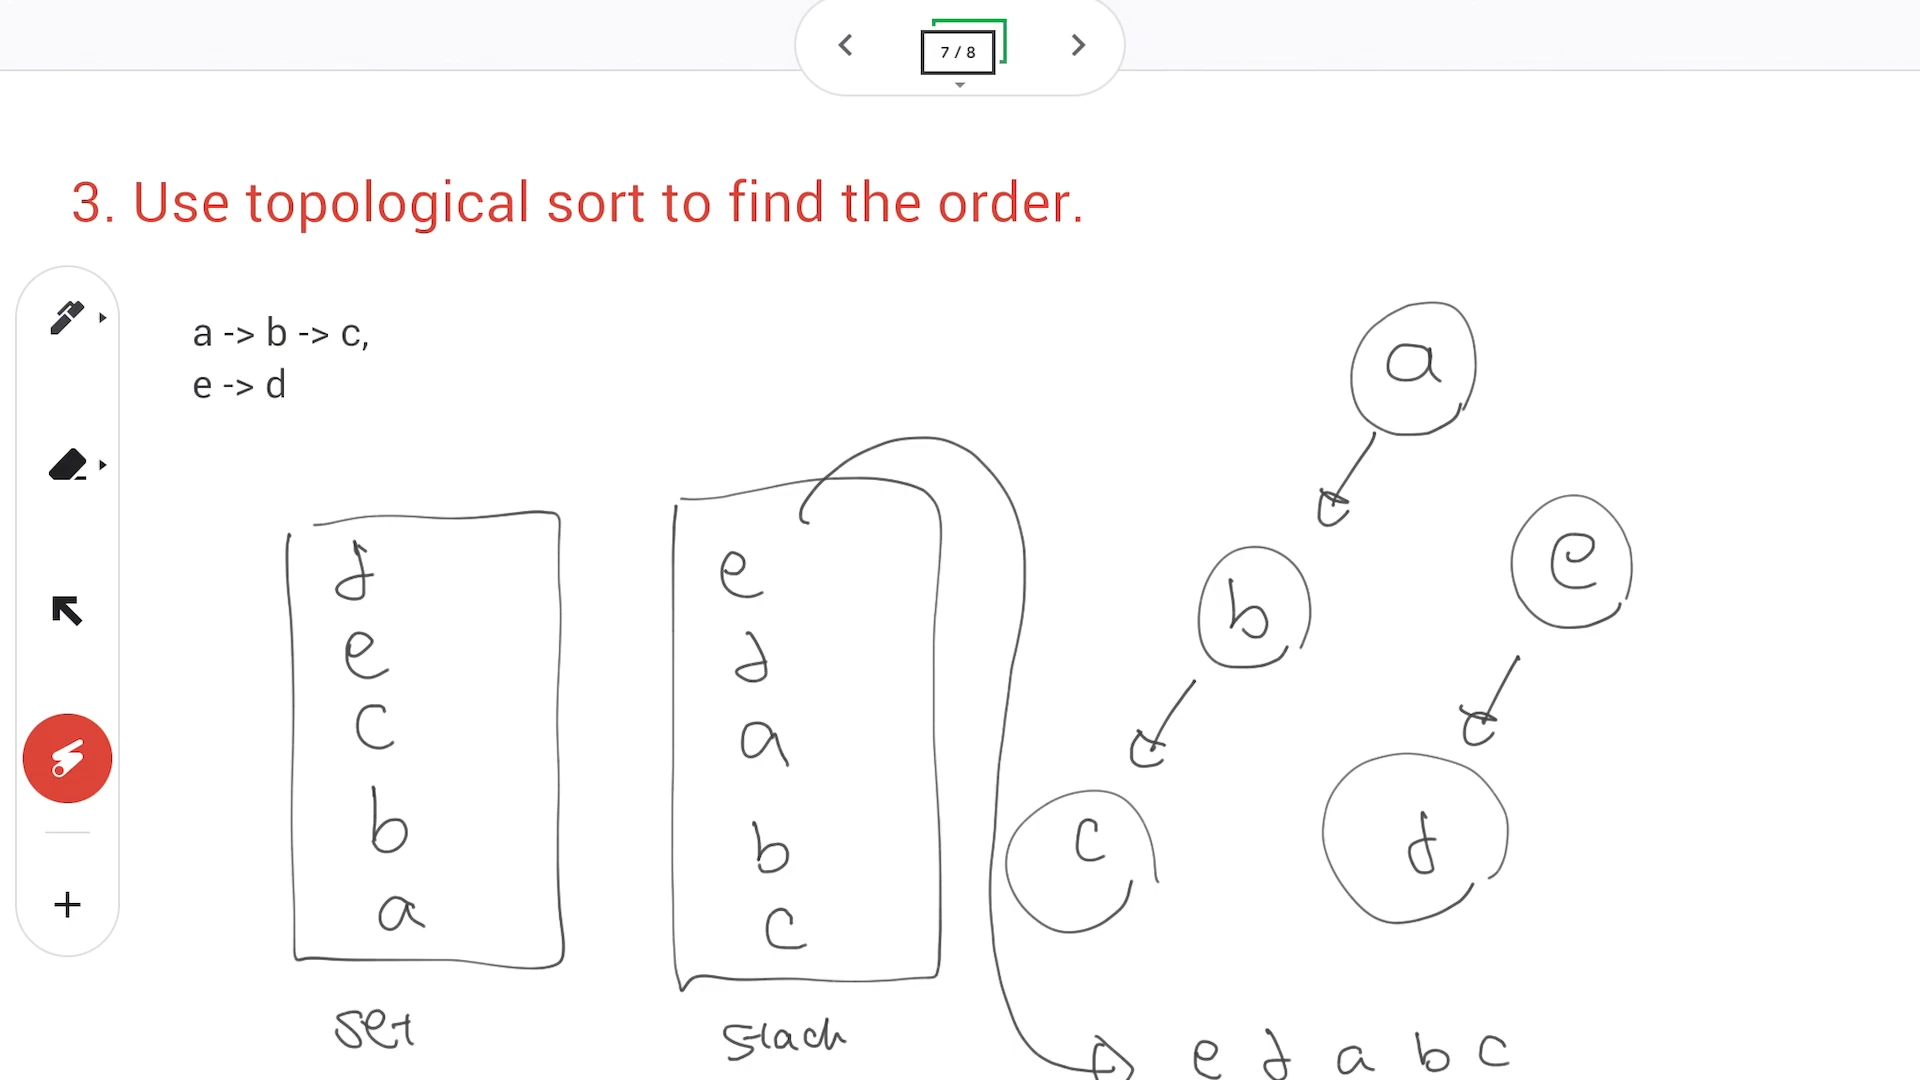 7 / 8
3. Use topological sort to find the order.
a -> b -> c,
e -> d
d
e
c
b
a
set
e
d
a
b
c
stack
a
b
e
c
d
e d a b c